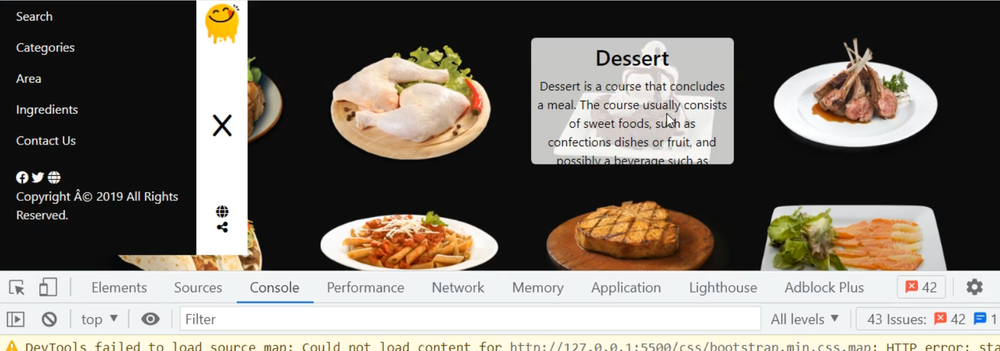 Search
Categories
Area
Ingredients
Contact Us
Copyright Â© 2019 All Rights
Reserved.
Dessert
Dessert is a course that concludes
a meal. The course usually consists
of sweet foods, such as
confections dishes or fruit, and
possibly a beverage such as
Elements Sources Console Performance Network Memory Application Lighthouse Adblock Plus 42
top Filter All levels 43 Issues: 42 1
DevTools failed to load source map: Could not load content for http://127.0.0.1:5500/css/bootstrap.min.css.map: HTTP error: sta